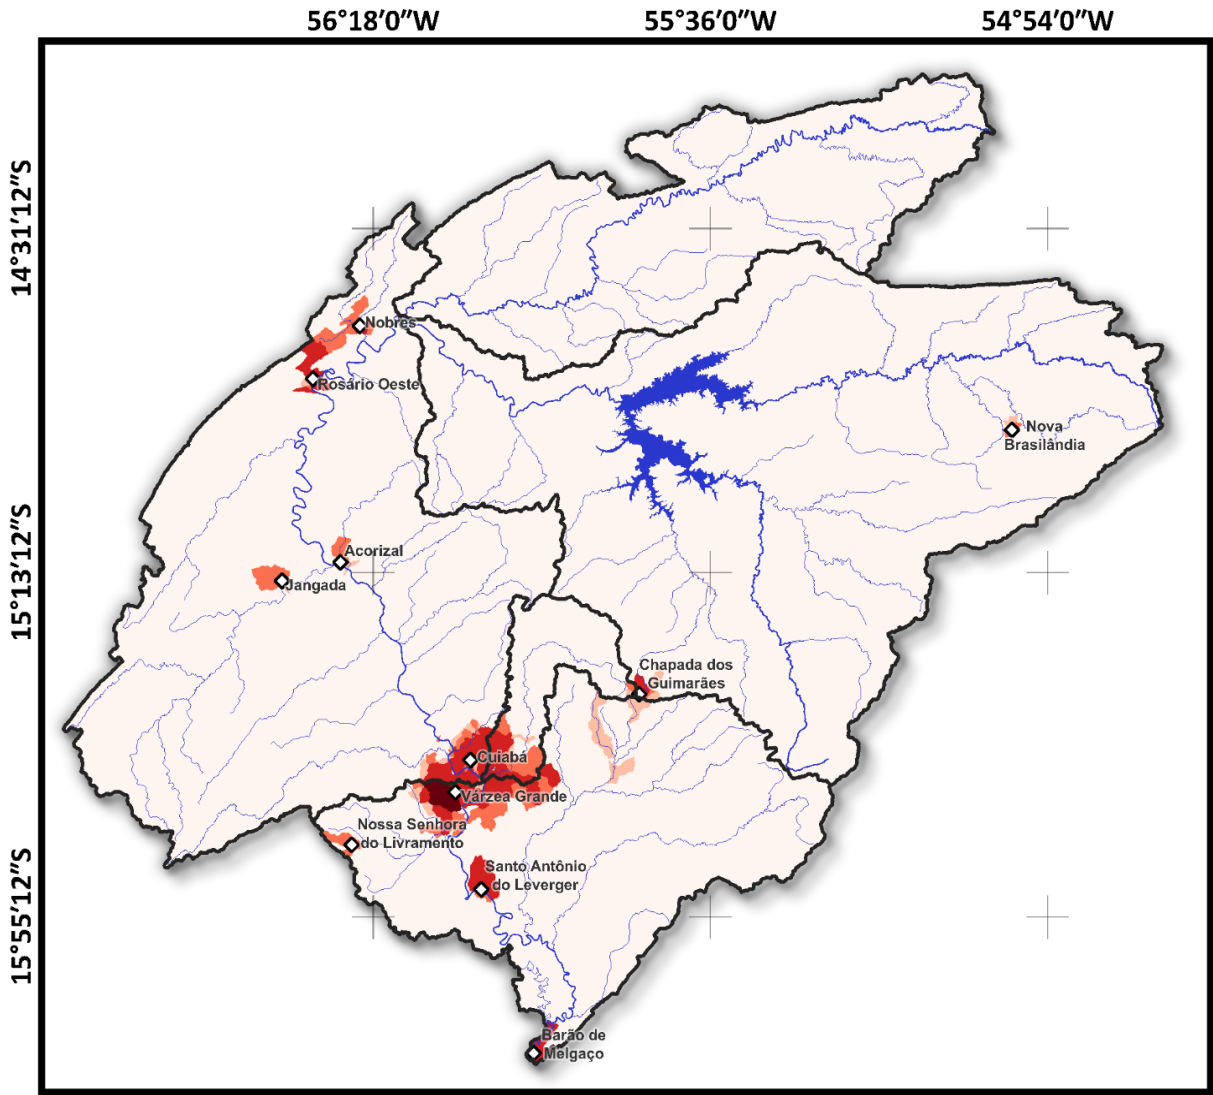 56°18′0″W
55°36′0″W
54°54′0″W
14°31′12″S
15°13′12″S
15°55′12″S
Nobres
Rosário Oeste
Nova
Brasilândia
Acorizal
Jangada
Chapada dos
Guimarães
Cuiabá
Várzea Grande
Nossa Senhora
do Livramento
Santo Antônio
do Leverger
Barão de
Melgaço